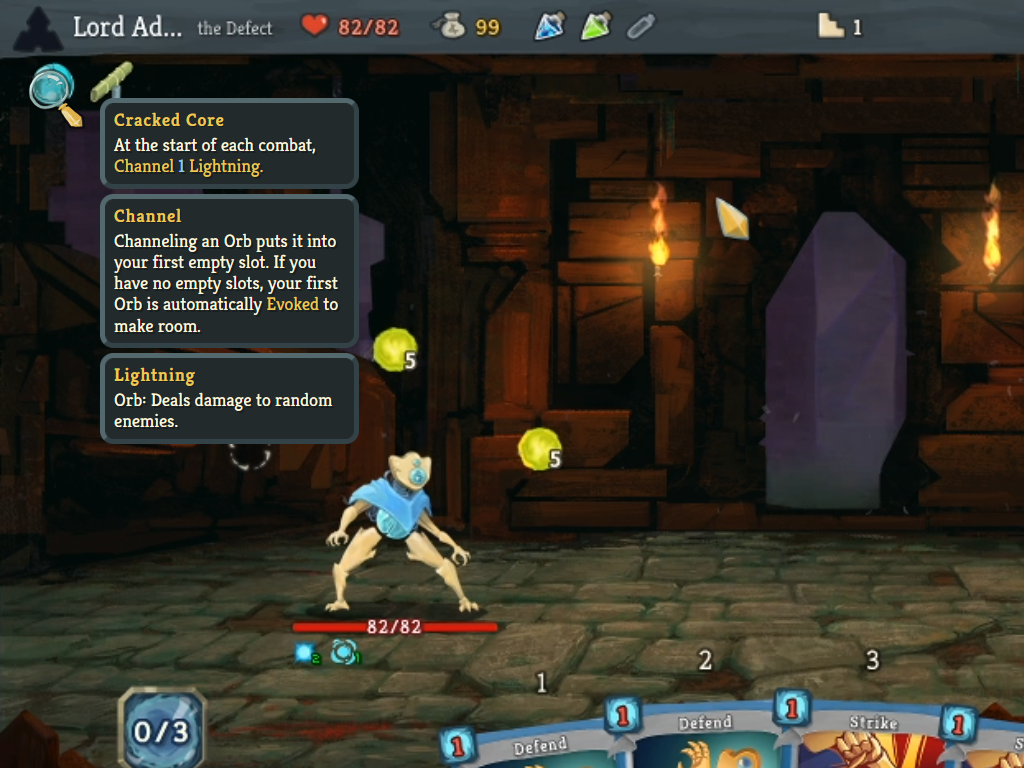 Lord Ad... the Defect 82/82 99 1
Cracked Core
At the start of each combat,
Channel 1 Lightning.
Channel
Channeling an Orb puts it into
your first empty slot. If you
have no empty slots, your first
Orb is automatically Evoked to
make room.
5
Lightning
Orb: Deals damage to random
enemies.
5
82/82
2 1
1 2 3
0/3
1 Defend 1 Defend 1 Strike 1